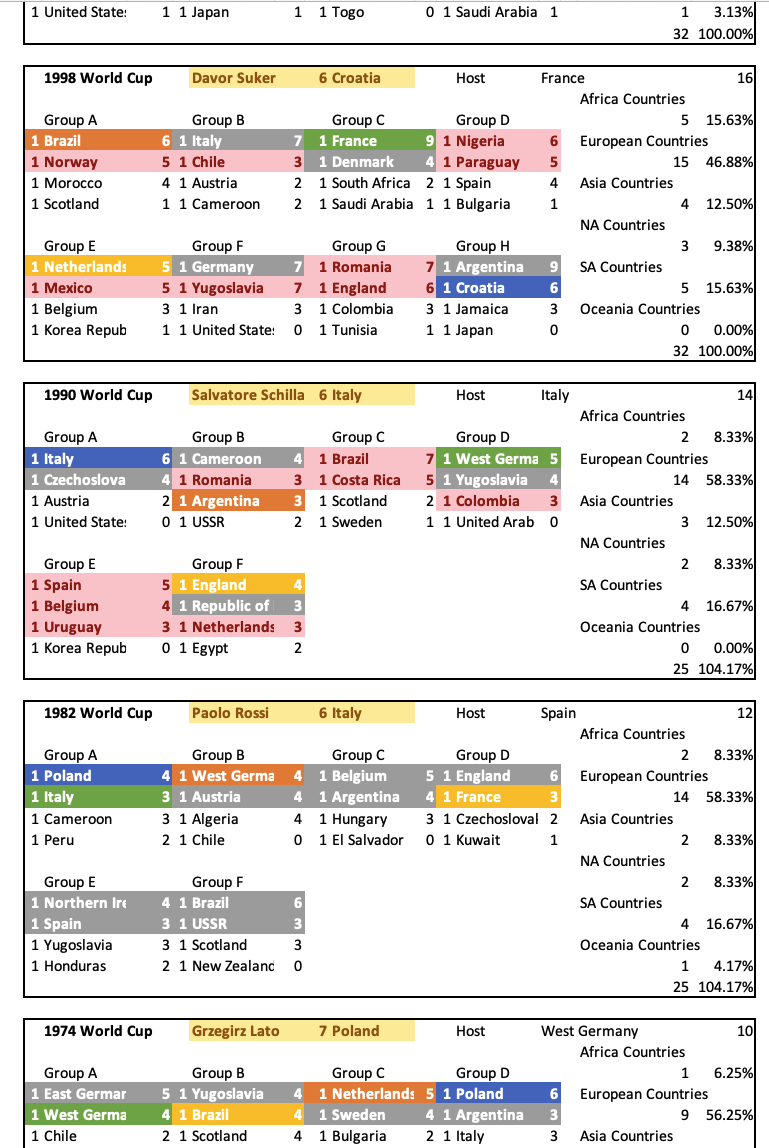 1 United State: 1 1 Japan 1 1 Togo 0 1 Saudi Arabia 1 1 3.13%
32 100.00%
1998 World Cup Davor Suker 6 Croatia Host France 16
Africa Countries
Group A Group B Group C Group D 5 15.63%
1 Brazil 6 1 Italy 7 1 France 9 1 Nigeria 6 European Countries
1 Norway 5 1 Chile 3 1 Denmark 4 1 Paraguay 5 15 46.88%
1 Morocco 4 1 Austria 2 1 South Africa 2 1 Spain 4 Asia Countries
1 Scotland 1 1 Cameroon 2 1 Saudi Arabia 1 1 Bulgaria 1 4 12.50%
NA Countries
Group E Group F Group G Group H 3 9.38%
1 Netherlands 5 1 Germany 7 1 Romania 7 1 Argentina 9 SA Countries
1 Mexico 5 1 Yugoslavia 7 1 England 6 1 Croatia 6 5 15.63%
1 Belgium 3 1 Iran 3 1 Colombia 3 1 Jamaica 3 Oceania Countries
1 Korea Repub 1 1 United State: 0 1 Tunisia 1 1 Japan 0 0 0.00%
32 100.00%
1990 World Cup Salvatore Schilla 6 Italy Host Italy 14
Africa Countries
Group A Group B Group C Group D 2 8.33%
1 Italy 6 1 Cameroon 4 1 Brazil 7 1 West Germa 5 European Countries
1 Czechoslova 4 1 Romania 3 1 Costa Rica 5 1 Yugoslavia 4 14 58.33%
1 Austria 2 1 Argentina 3 1 Scotland 2 1 Colombia 3 Asia Countries
1 United State: 0 1 USSR 2 1 Sweden 1 1 United Arab 0 3 12.50%
NA Countries
Group E Group F 2 8.33%
1 Spain 5 1 England 4 SA Countries
1 Belgium 4 1 Republic of 3 4 16.67%
1 Uruguay 3 1 Netherlands 3 Oceania Countries
1 Korea Repub 0 1 Egypt 2 0 0.00%
25 104.17%
1982 World Cup Paolo Rossi 6 Italy Host Spain 12
Africa Countries
Group A Group B Group C Group D 2 8.33%
1 Poland 4 1 West Germa 4 1 Belgium 5 1 England 6 European Countries
1 Italy 3 1 Austria 4 1 Argentina 4 1 France 3 14 58.33%
1 Cameroon 3 1 Algeria 4 1 Hungary 3 1 Czechosloval 2 Asia Countries
1 Peru 2 1 Chile 0 1 El Salvador 0 1 Kuwait 1 2 8.33%
NA Countries
Group E Group F 2 8.33%
1 Northern Ire 4 1 Brazil 6 SA Countries
1 Spain 3 1 USSR 3 4 16.67%
1 Yugoslavia 3 1 Scotland 3 Oceania Countries
1 Honduras 2 1 New Zealand 0 1 4.17%
25 104.17%
1974 World Cup Grzegirz Lato 7 Poland Host West Germany 10
Africa Countries
Group A Group B Group C Group D 1 6.25%
1 East German 5 1 Yugoslavia 4 1 Netherlands 5 1 Poland 6 European Countries
1 West Germa 4 1 Brazil 4 1 Sweden 4 1 Argentina 3 9 56.25%
1 Chile 2 1 Scotland 4 1 Bulgaria 2 1 Italy 3 Asia Countries